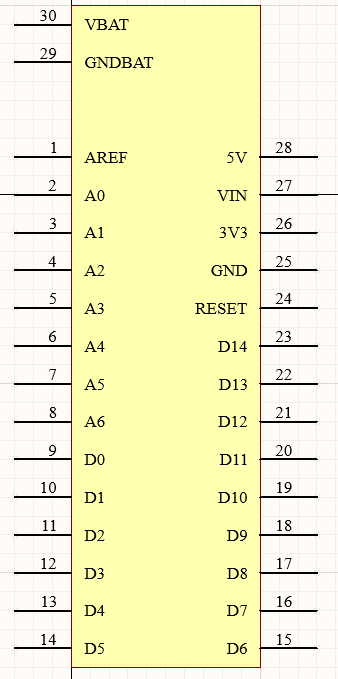 30 VBAT
29 GNDBAT
1 AREF 5V 28
2 A0 VIN 27
3 A1 3V3 26
4 A2 GND 25
5 A3 RESET 24
6 A4 D14 23
7 A5 D13 22
8 A6 D12 21
9 D0 D11 20
10 D1 D10 19
11 D2 D9 18
12 D3 D8 17
13 D4 D7 16
14 D5 D6 15